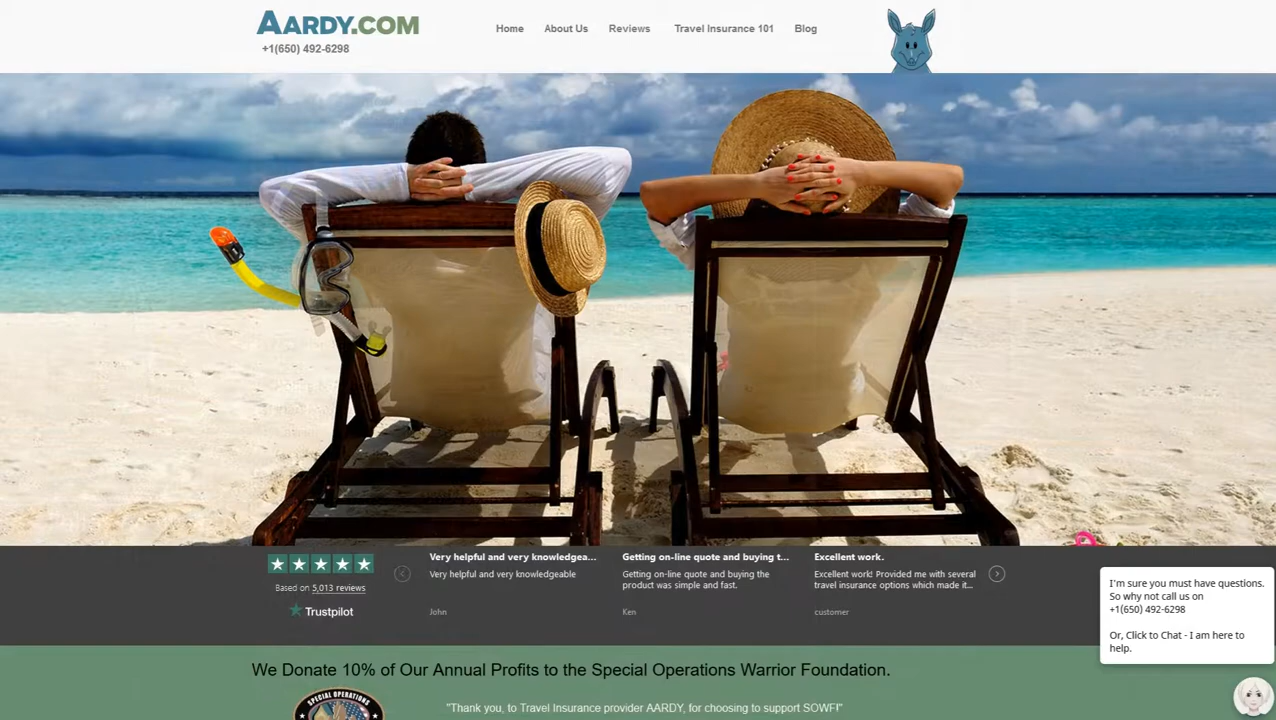 AARDY.COM
+1(650) 492-6298
Home About Us Reviews Travel Insurance 101 Blog
Very helpful and very knowledgea...
Very helpful and very knowledgeable
John
Getting on-line quote and buying t...
Getting on-line quote and buying the
purchase was simple and fast.
Ken
Excellent work.
Excellent work! Provided me with several
travel insurance options which made it...
customer
Based on 5,013 reviews
Trustpilot
I'm sure you must have questions.
So why not call us on
+1(650) 492-6298
Or, Click to Chat - I am here to
help.
We Donate 10% of Our Annual Profits to the Special Operations Warrior Foundation.
SPECIAL OPERATIONS
"Thank you, to Travel Insurance provider AARDY, for choosing to support SOWF!"